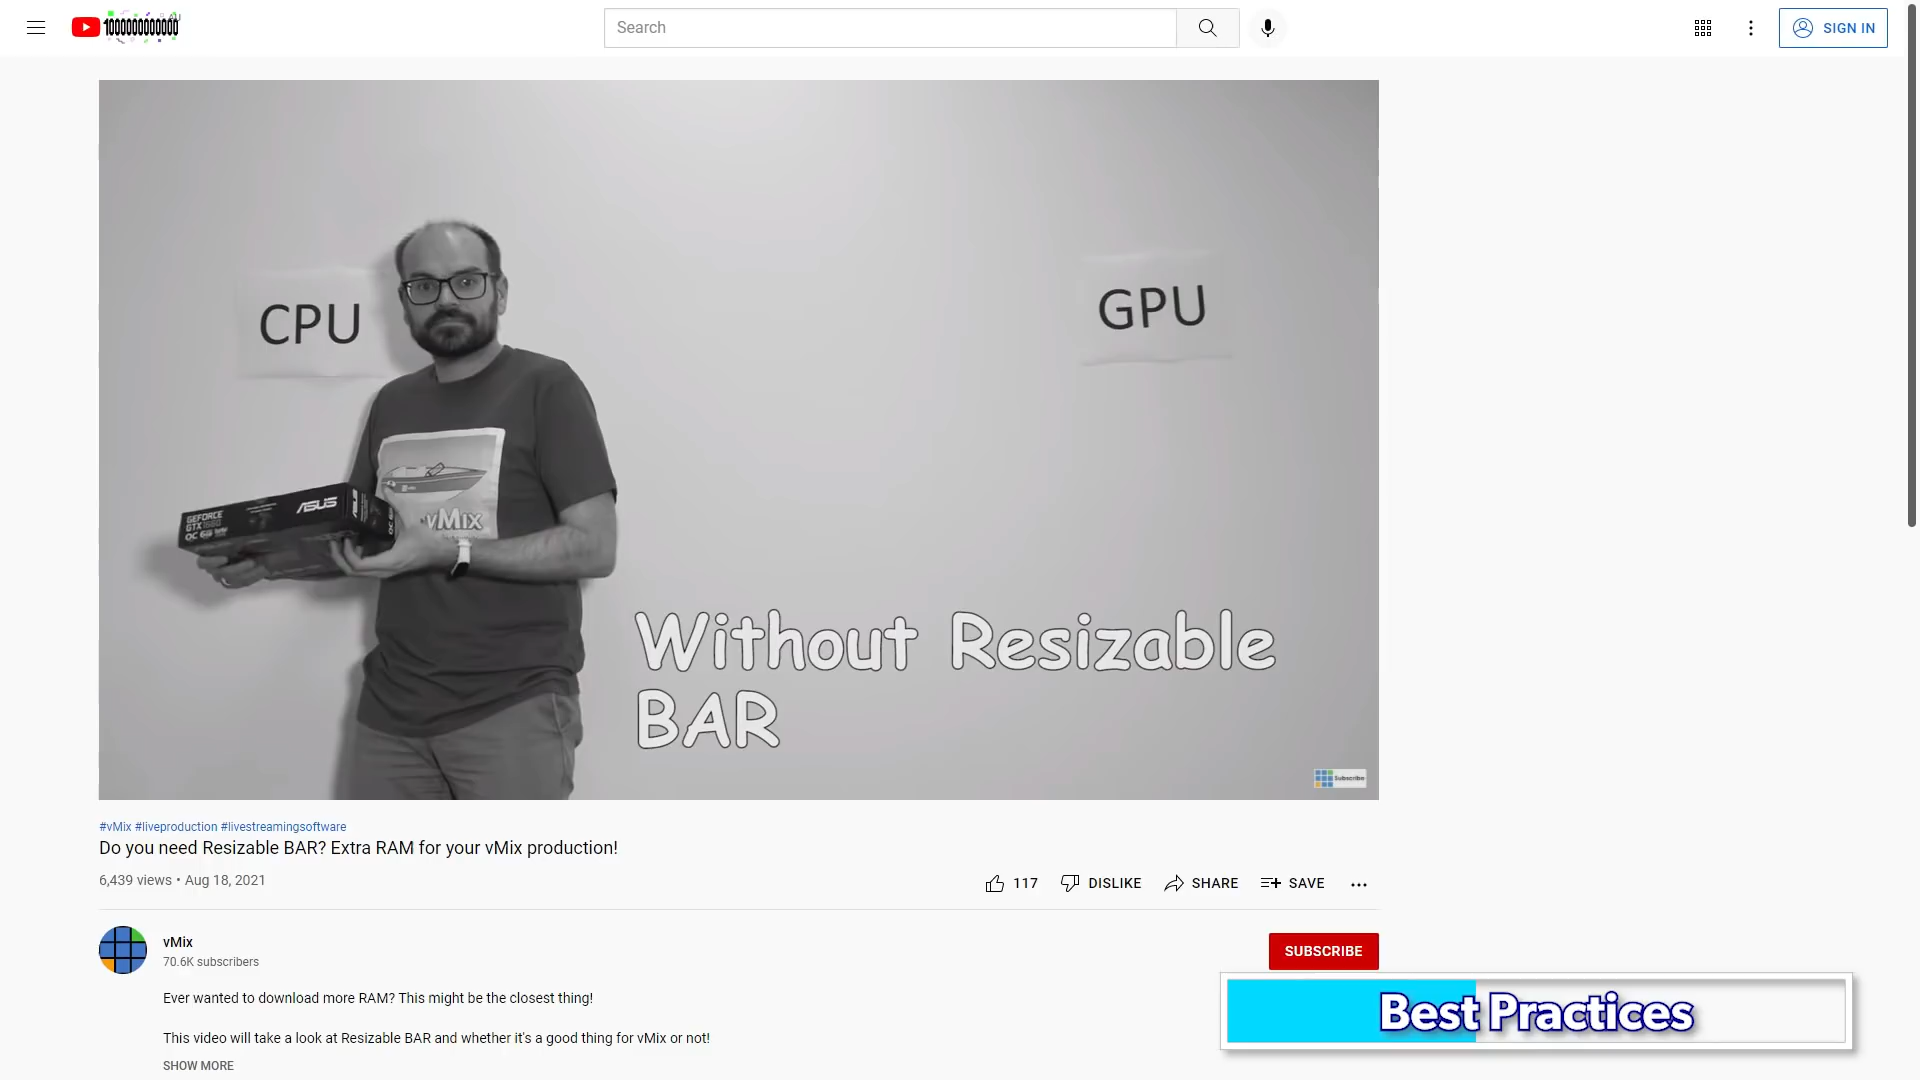 1000000000000
AU
Search
SIGN IN
CPU
GPU
GEFORCE
GTX 1660
OC 6GB
ASUS
vMix
Without Resizable
BAR
Subscribe
#vMix #liveproduction #livestreamingsoftware
Do you need Resizable BAR? Extra RAM for your vMix production!
6,439 views • Aug 18, 2021
117 DISLIKE SHARE SAVE
vMix
70.6K subscribers
SUBSCRIBE
Ever wanted to download more RAM? This might be the closest thing!
This video will take a look at Resizable BAR and whether it's a good thing for vMix or not!
SHOW MORE
Best Practices